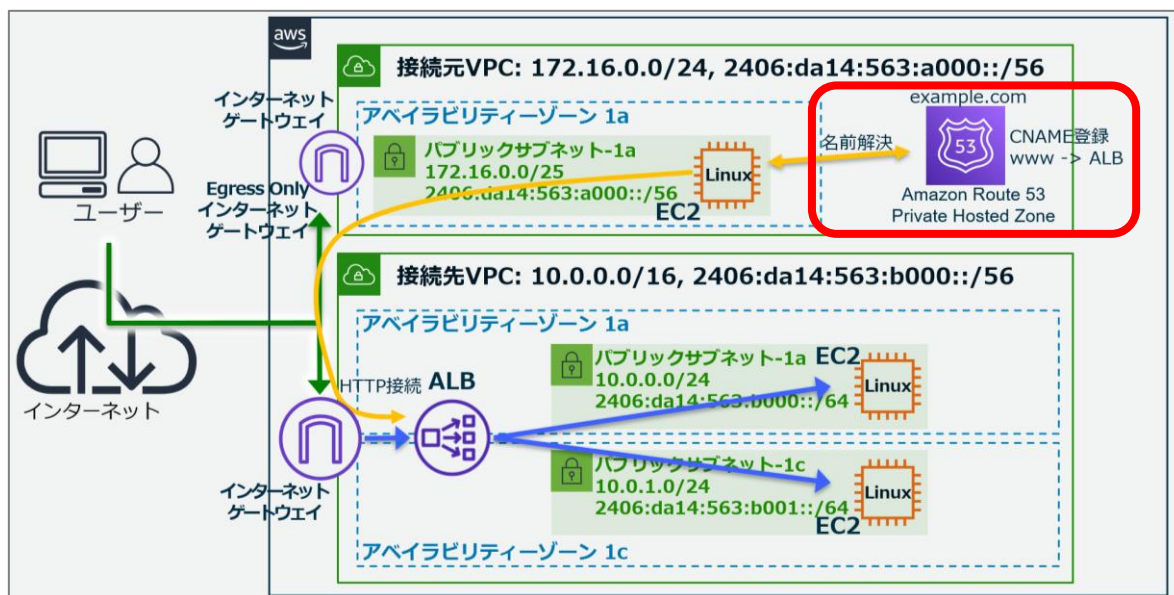 aws
接続元VPC: 172.16.0.0/24, 2406:da14:563:a000::/56
インターネット
ゲートウェイ
アベイラビリティーゾーン 1a
パブリックサブネット-1a
172.16.0.0/25
2406:da14:563:a000::/56
Linux
EC2
名前解決
example.com
53
CNAME登録
www -> ALB
Amazon Route 53
Private Hosted Zone
ユーザー
Egress Only
インターネット
ゲートウェイ
接続先VPC: 10.0.0.0/16, 2406:da14:563:b000::/56
アベイラビリティーゾーン 1a
パブリックサブネット-1a
10.0.0.0/24
2406:da14:563:b000::/64
EC2
Linux
インターネット
HTTP接続
ALB
インターネット
ゲートウェイ
パブリックサブネット-1c
10.0.1.0/24
2406:da14:563:b001::/64
Linux
EC2
アベイラビリティーゾーン 1c